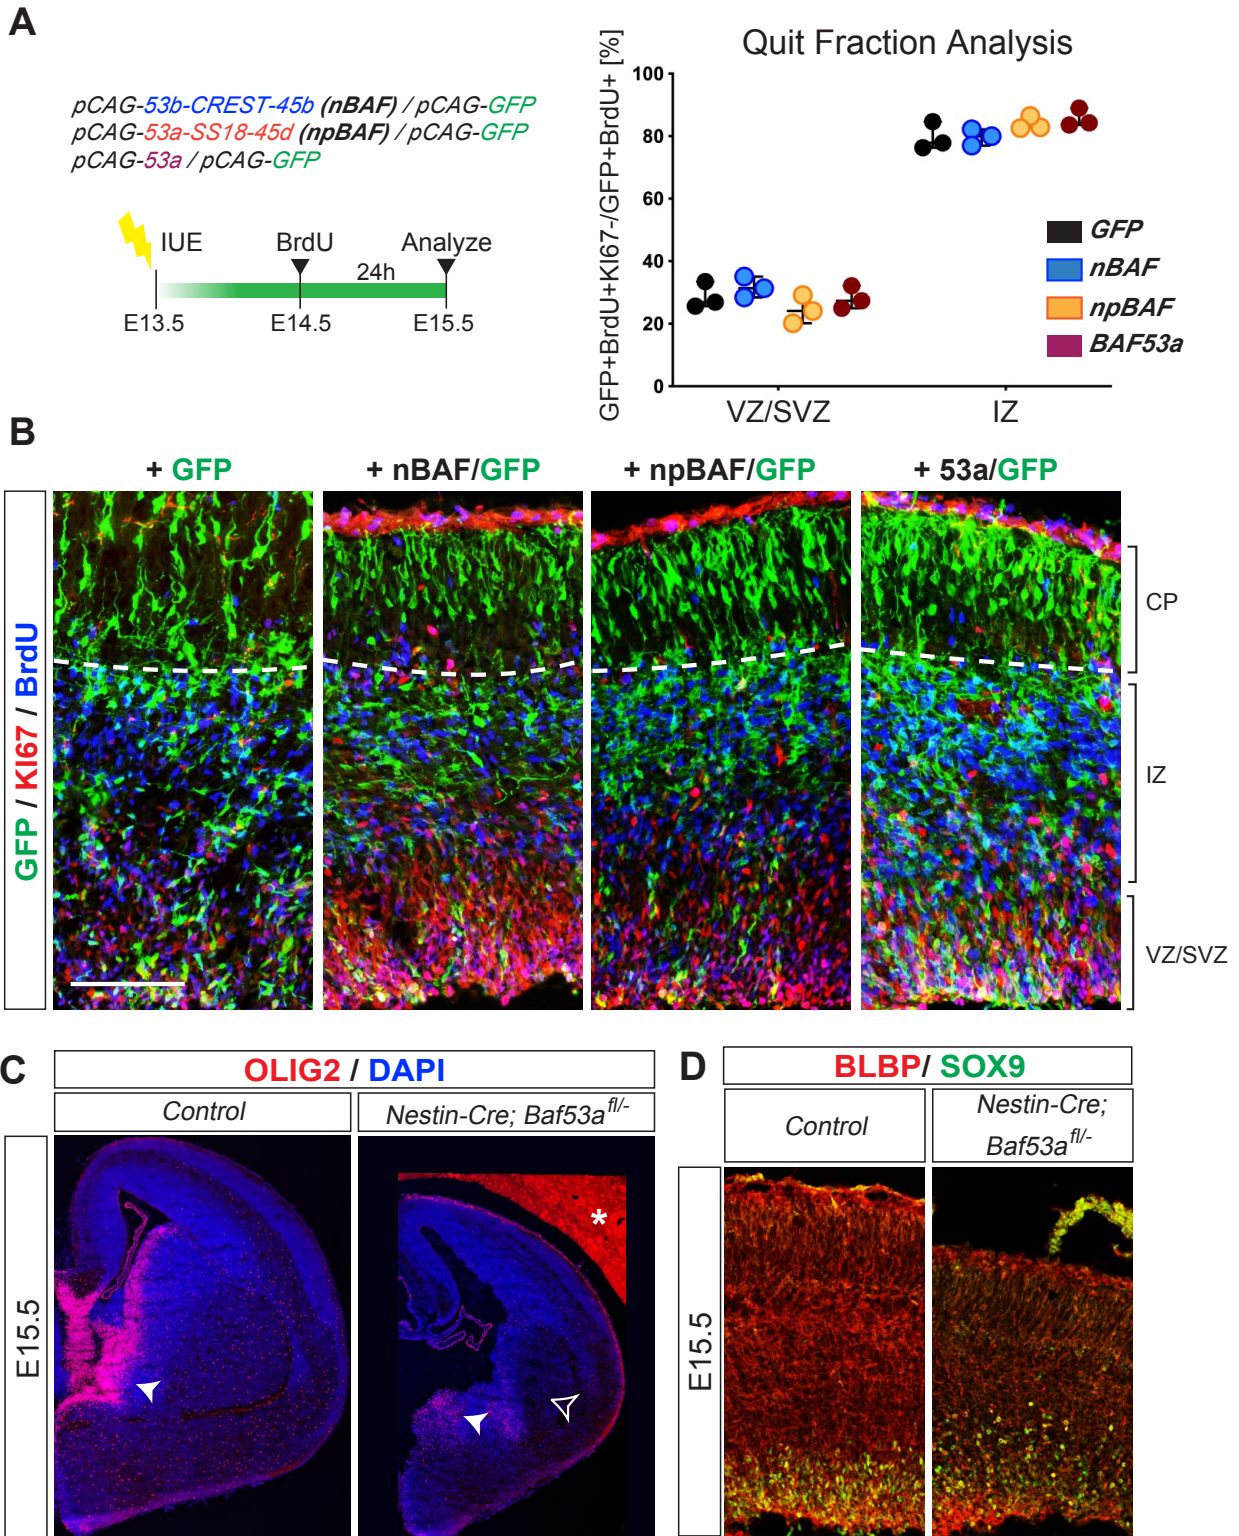 A
pCAG-53b-CREST-45b (nBAF) / pCAG-GFP
pCAG-53a-SS18-45d (npBAF) / pCAG-GFP
pCAG-53a / pCAG-GFP
IUE BrdU Analyze
24h
E13.5 E14.5 E15.5
Quit Fraction Analysis
GFP+BrdU+KI67-/GFP+BrdU+ [%]
100
80
60
40
20
0
VZ/SVZ IZ
GFP
nBAF
npBAF
BAF53a
B
+ GFP + nBAF/GFP + npBAF/GFP + 53a/GFP
GFP / KI67 / BrdU
CP
IZ
VZ/SVZ
C
OLIG2 / DAPI
Control Nestin-Cre; Baf53a^fl/-
E15.5
*
D
BLBP/ SOX9
Control Nestin-Cre;
Baf53a^fl/-
E15.5